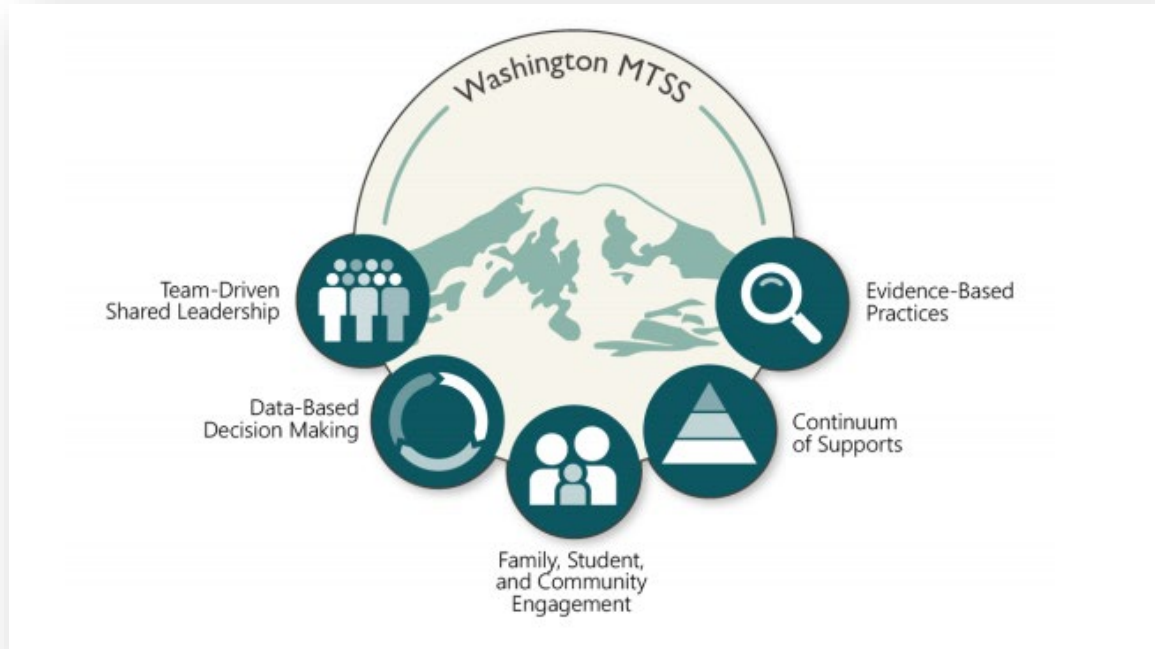 Washington MTSS
Team-Driven
Shared Leadership
Evidence-Based
Practices
Data-Based
Decision Making
Continuum
of Supports
Family, Student,
and Community
Engagement